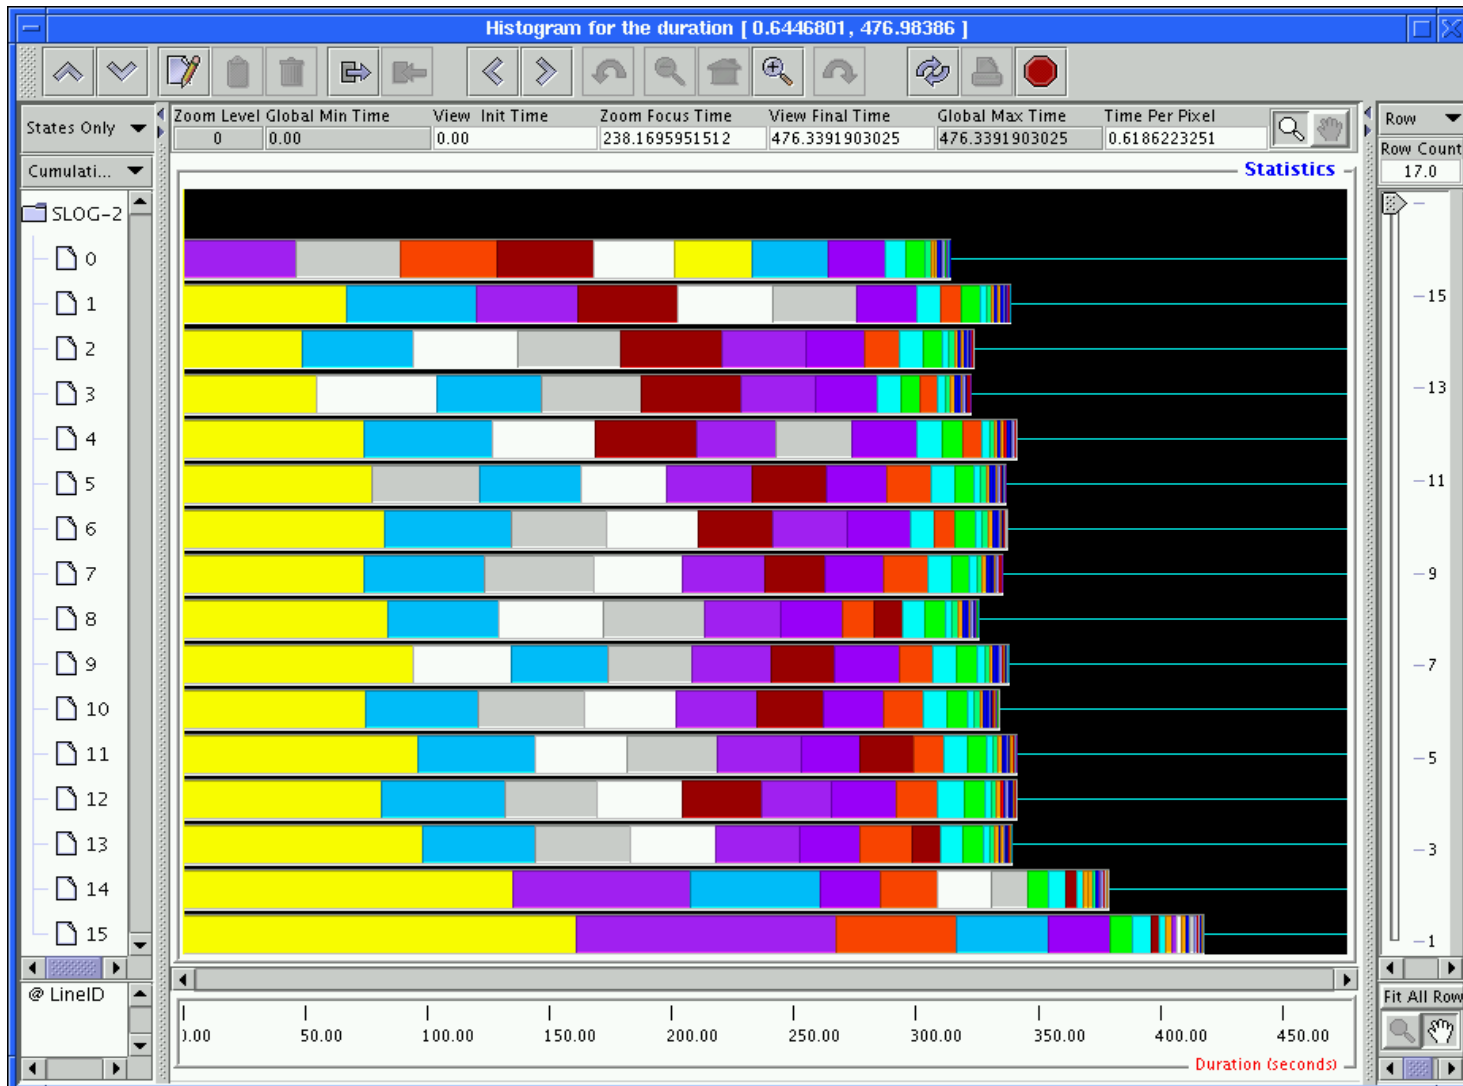 Histogram for the duration [ 0.6446801, 476.98386 ]
States Only
Cumulati...
Zoom Level Global Min Time View Init Time Zoom Focus Time View Final Time Global Max Time Time Per Pixel
0 0.00 0.00 238.1695951512 476.3391903025 476.3391903025 0.6186223251
Row
Row Count
17.0
Statistics
SLOG-2
0
1
2
3
4
5
6
7
8
9
10
11
12
13
14
15
15
13
11
9
7
5
3
1
@ LineID
Fit All Row
).00 50.00 100.00 150.00 200.00 250.00 300.00 350.00 400.00 450.00
Duration (seconds)